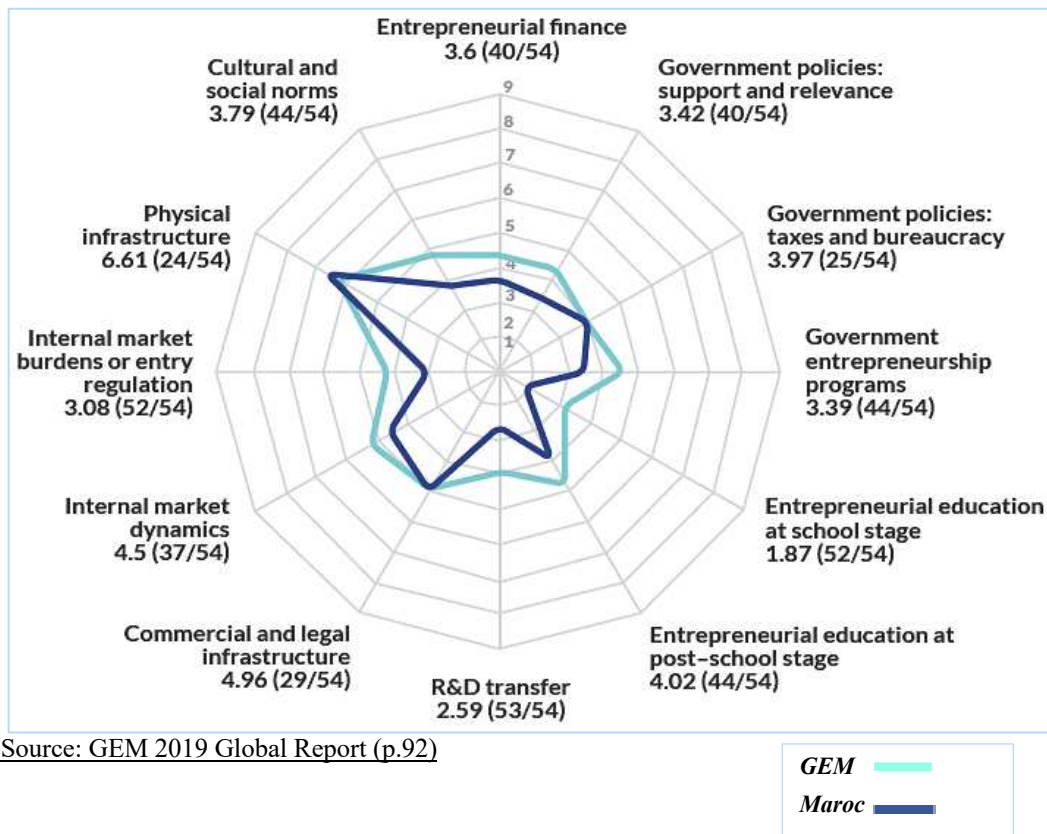 Entrepreneurial finance
3.6 (40/54)
Government policies:
support and relevance
3.42 (40/54)
Government policies:
taxes and bureaucracy
3.97 (25/54)
Government
entrepreneurship
programs
3.39 (44/54)
Entrepreneurial education
at school stage
1.87 (52/54)
Entrepreneurial education at
post–school stage
4.02 (44/54)
R&D transfer
2.59 (53/54)
Commercial and legal
infrastructure
4.96 (29/54)
Internal market
dynamics
4.5 (37/54)
Internal market
burdens or entry
regulation
3.08 (52/54)
Physical
infrastructure
6.61 (24/54)
Cultural and
social norms
3.79 (44/54)
9
8
7
6
5
4
3
2
1
Source: GEM 2019 Global Report (p.92)
GEM
Maroc